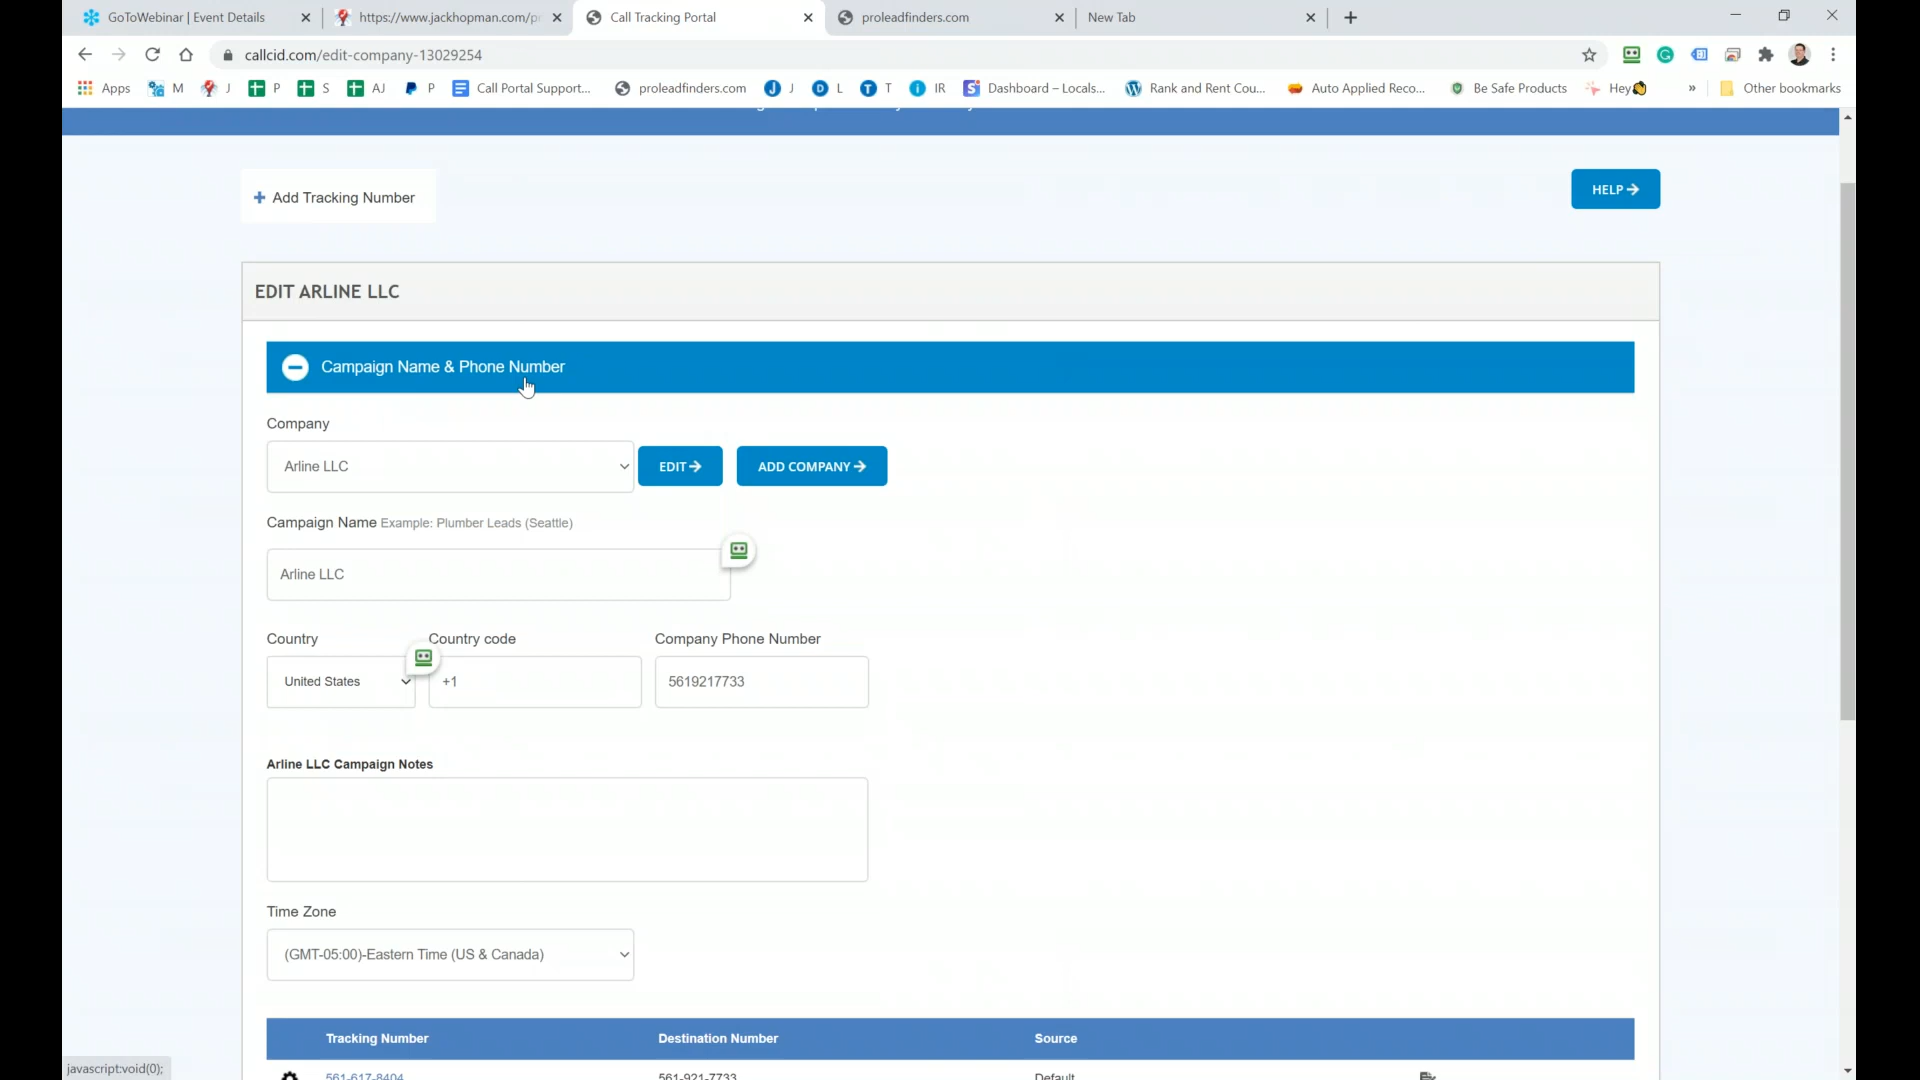 GoToWebinar | Event Details
https://www.jackhopman.com/pr
Call Tracking Portal
proleadfinders.com
New Tab
callcid.com/edit-company-13029254
Apps
M
J
P
S
AJ
P
Call Portal Support...
proleadfinders.com
J
L
T
IR
Dashboard – Locals...
Rank and Rent Cou...
Auto Applied Reco...
Be Safe Products
Hey
Other bookmarks
+ Add Tracking Number
HELP
EDIT ARLINE LLC
Campaign Name & Phone Number
Company
Arline LLC
EDIT
ADD COMPANY
Campaign Name Example: Plumber Leads (Seattle)
Arline LLC
Country
Country code
Company Phone Number
United States
+1
5619217733
Arline LLC Campaign Notes
Time Zone
(GMT-05:00)-Eastern Time (US & Canada)
Tracking Number
Destination Number
Source
561-617-8404
561-921-7733
Default
javascript:void(0);